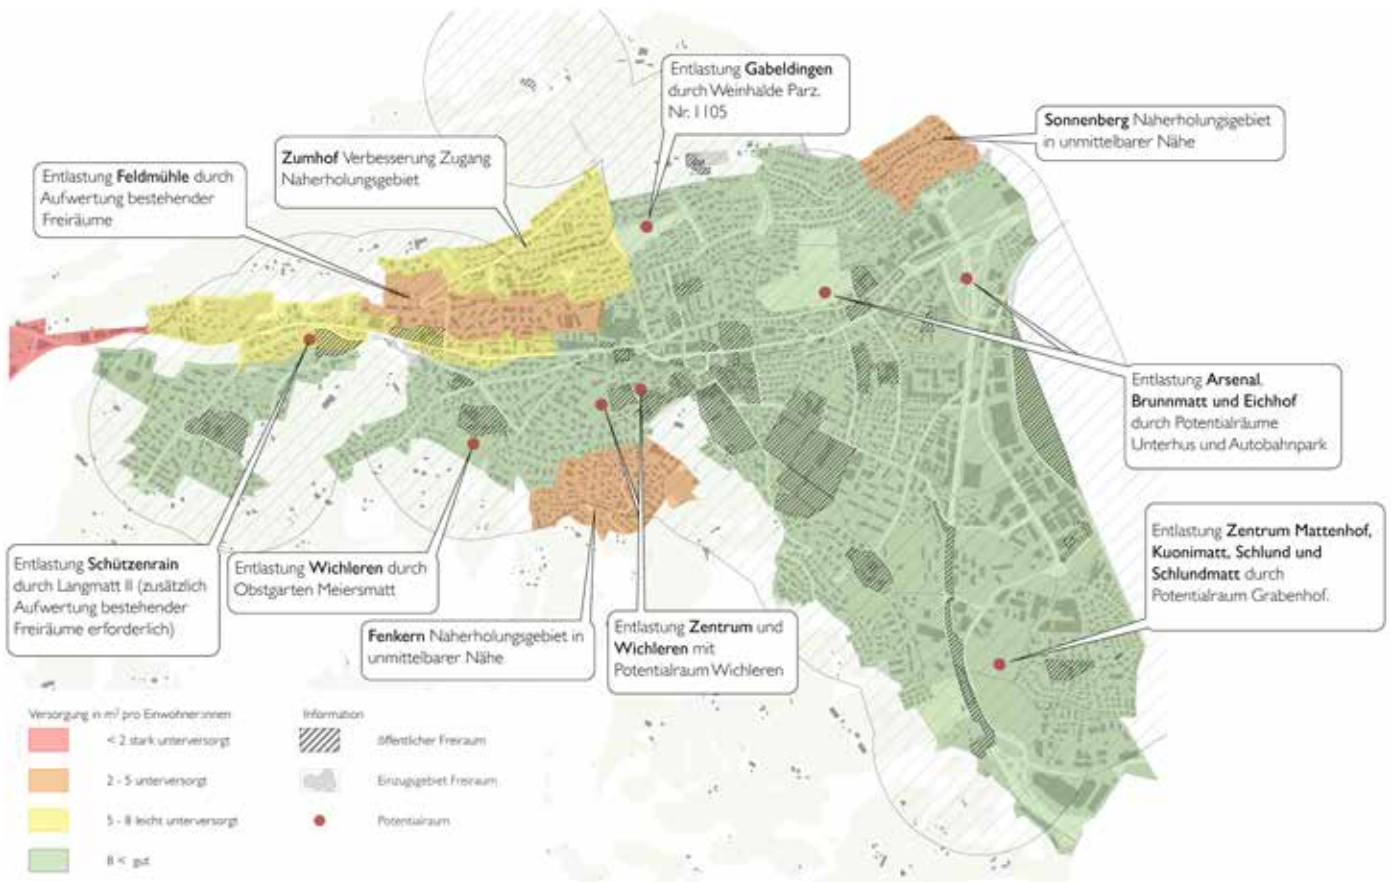 Entlastung Gabeldingen
durch Weinhalde Parz.
Nr. 1105
Sonnenberg Naherholungsgebiet
in unmittelbarer Nähe
Zumhof Verbesserung Zugang
Naherholungsgebiet
Entlastung Feldmühle durch
Aufwertung bestehender
Freiräume
Entlastung Arsenal,
Brunnmatt und Eichhof
durch Potentialräume
Unterhus und Autobahnpark
Entlastung Zentrum Mattenhof,
Kuonimatt, Schlund und
Schlundmatt durch
Potentialraum Grabenhof.
Entlastung Schützenrain
durch Langmatt II (zusätzlich
Aufwertung bestehender
Freiräume erforderlich)
Entlastung Wichleren durch
Obstgarten Meiersmatt
Fenkern Naherholungsgebiet in
unmittelbarer Nähe
Entlastung Zentrum und
Wichleren mit
Potentialraum Wichleren
Versorgung in m² pro Einwohner:innen
< 2 stark unterversorgt
2 - 5 unterversorgt
5 - 8 leicht unterversorgt
8 < gut
Information
öffentlicher Freiraum
Einzugsgebiet Freiraum
Potentialraum